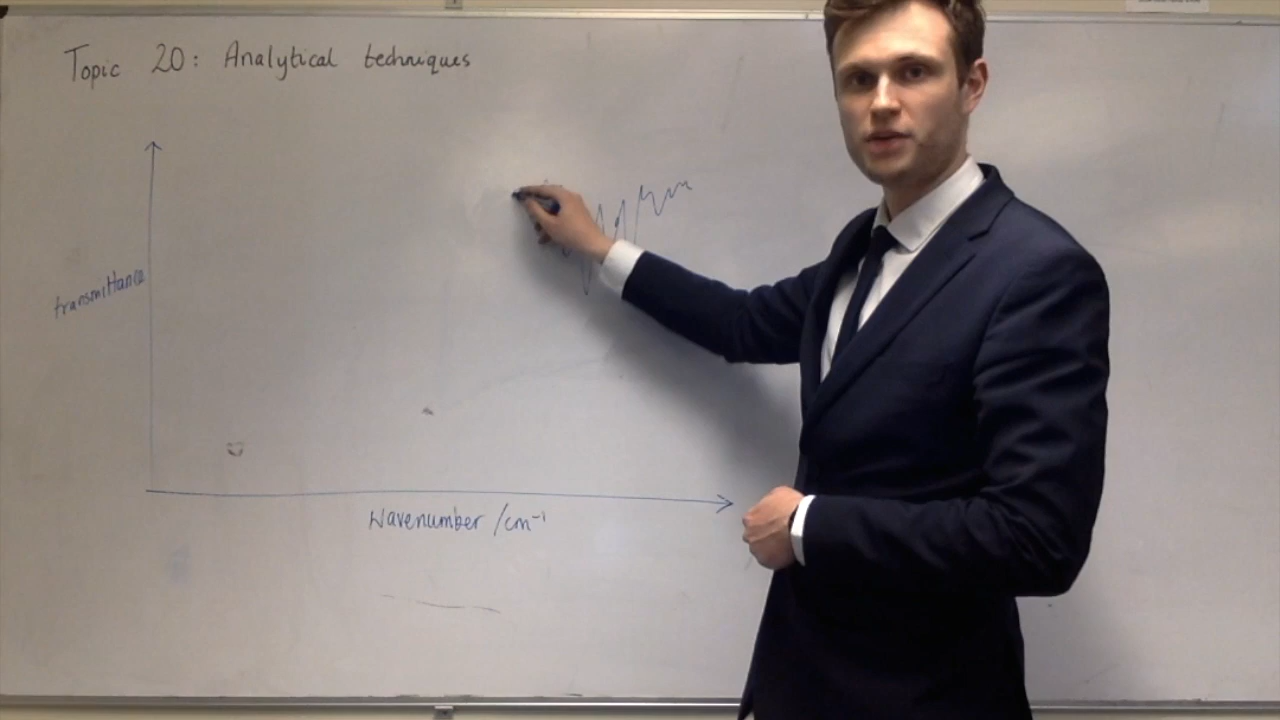 Topic 20: Analytical techniques
transmittance
Wavenumber /cm⁻¹